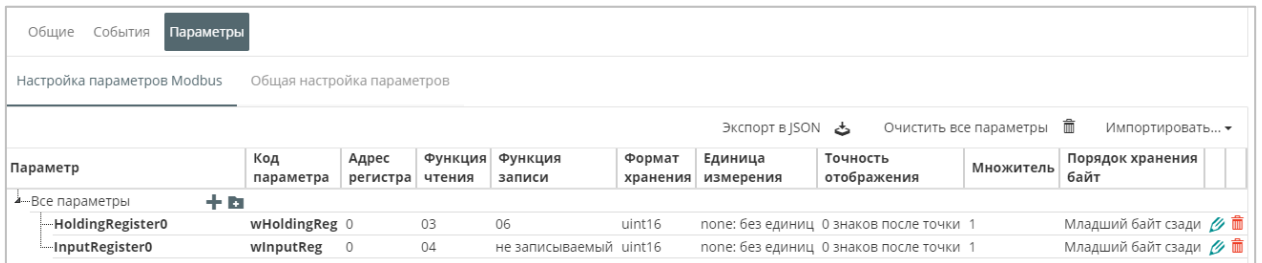 Общие События Параметры
Настройка параметров Modbus Общая настройка параметров
Экспорт в JSON Очистить все параметры Импортировать...
Параметр Код параметра Адрес регистра Функция чтения Функция записи Формат хранения Единица измерения Точность отображения Множитель Порядок хранения байт
Все параметры
HoldingRegister0 wHoldingReg 0 03 06 uint16 none: без единиц 0 знаков после точки 1 Младший байт сзади
InputRegister0 wInputReg 0 04 не записываемый uint16 none: без единиц 0 знаков после точки 1 Младший байт сзади